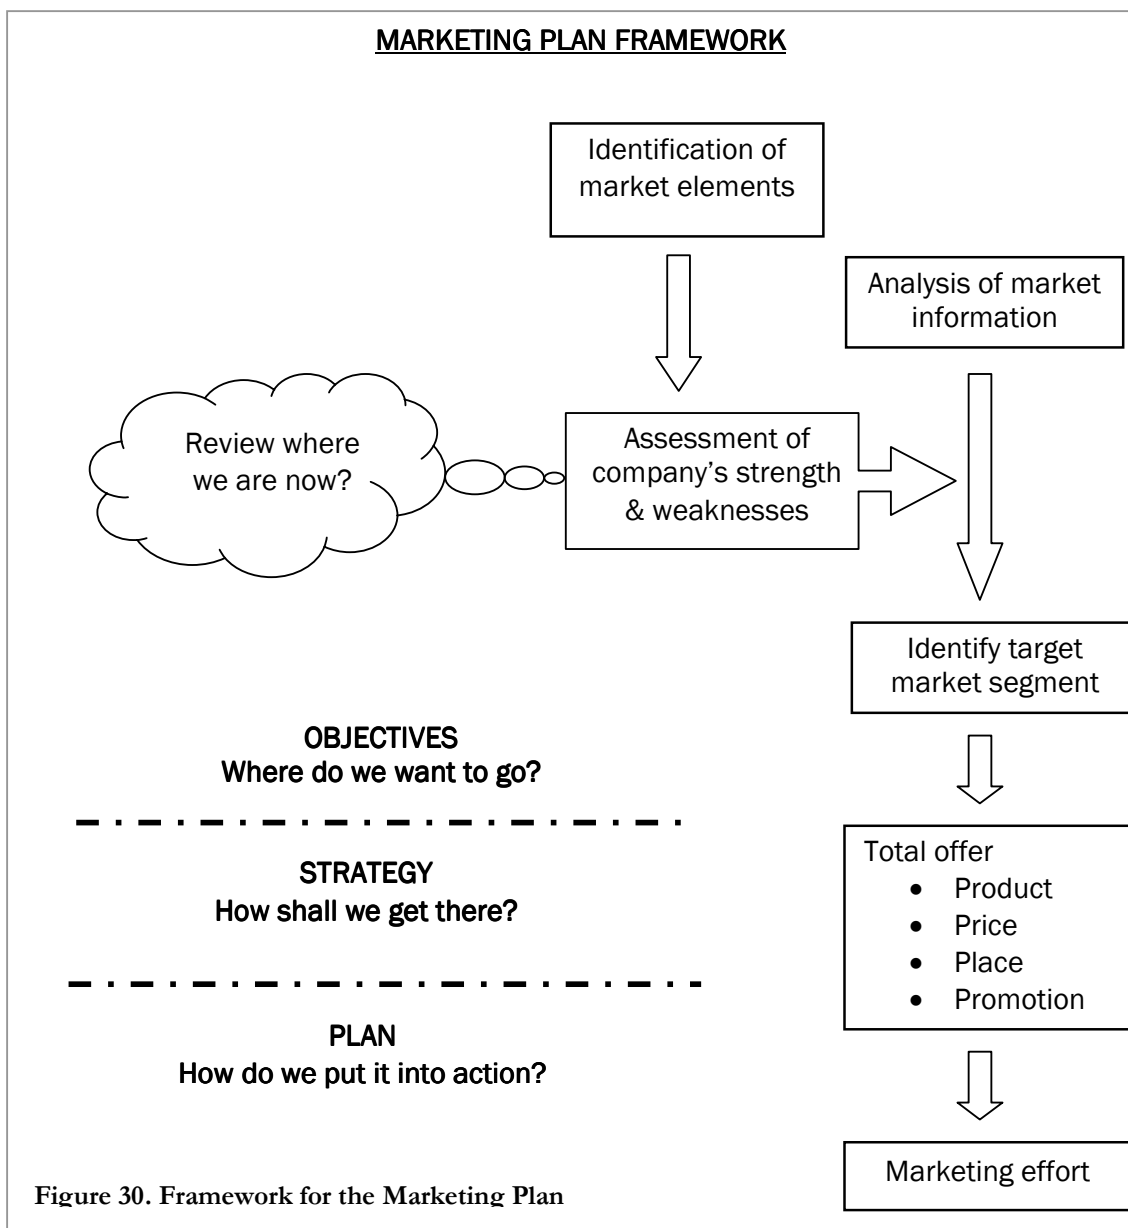 MARKETING PLAN FRAMEWORK
Identification of
market elements
Analysis of market
information
Review where
we are now?
Assessment of
company’s strength
& weaknesses
Identify target
market segment
OBJECTIVES
Where do we want to go?
STRATEGY
How shall we get there?
Total offer
• Product
• Price
• Place
• Promotion
PLAN
How do we put it into action?
Marketing effort
Figure 30. Framework for the Marketing Plan